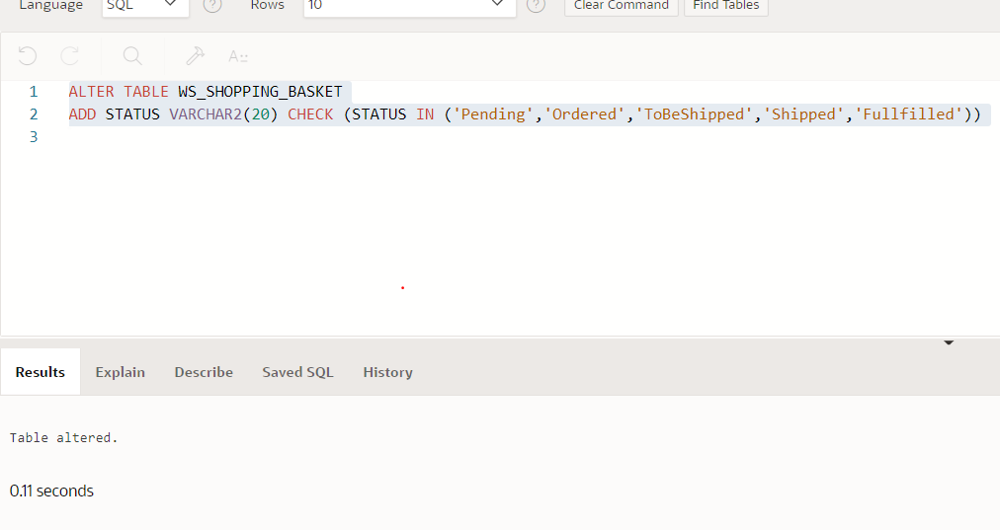 Language SQL ? Rows 10 ? Clear Command Find Tables
A::
1 ALTER TABLE WS_SHOPPING_BASKET
2 ADD STATUS VARCHAR2(20) CHECK (STATUS IN ('Pending','Ordered','ToBeShipped','Shipped','Fullfilled'))
3
Results Explain Describe Saved SQL History
Table altered.
0.11 seconds